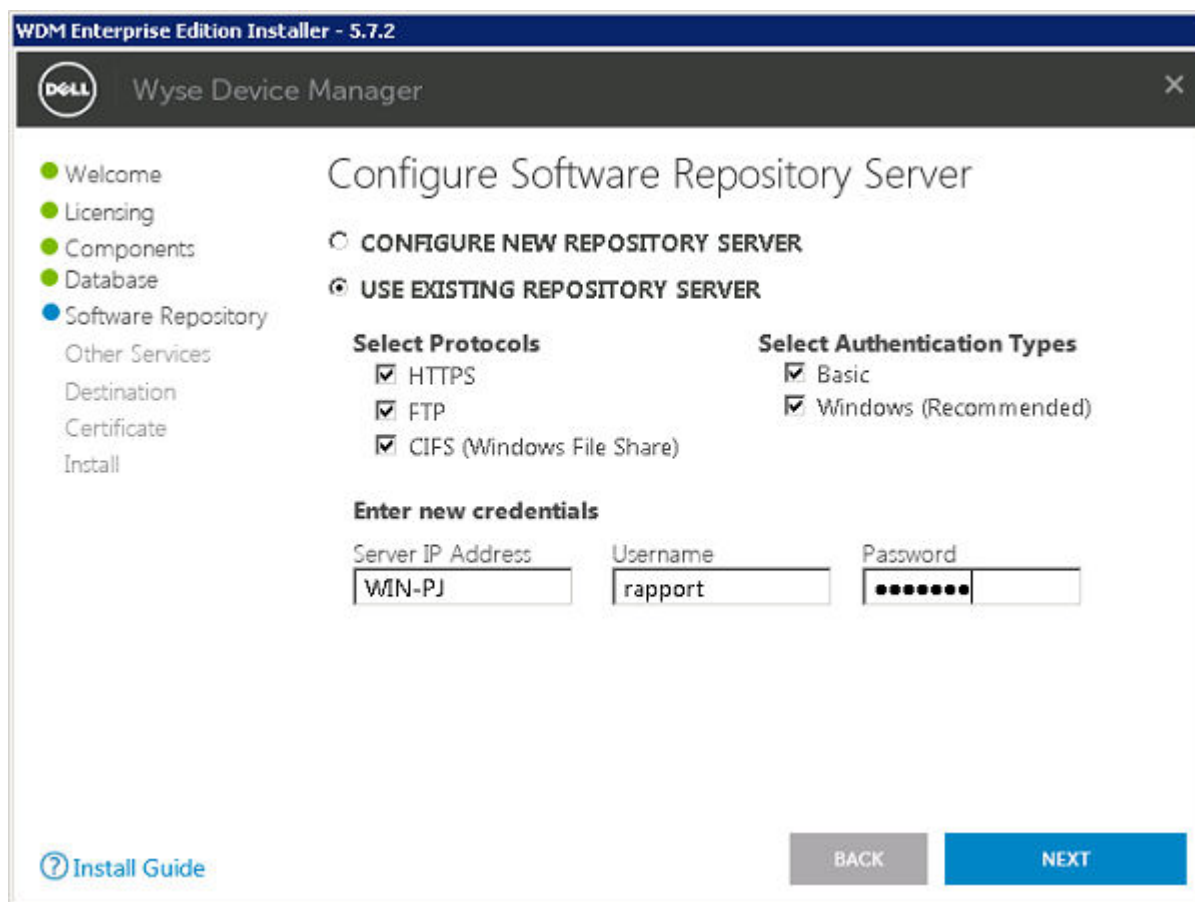 WDM Enterprise Edition Installer - 5.7.2
DELL
Wyse Device Manager
Welcome
Licensing
Components
Database
Software Repository
Other Services
Destination
Certificate
Install
Configure Software Repository Server
CONFIGURE NEW REPOSITORY SERVER
USE EXISTING REPOSITORY SERVER
Select Protocols
HTTPS
FTP
CIFS (Windows File Share)
Select Authentication Types
Basic
Windows (Recommended)
Enter new credentials
Server IP Address Username Password
WIN-PJ rapport •••••••
? Install Guide
BACK NEXT